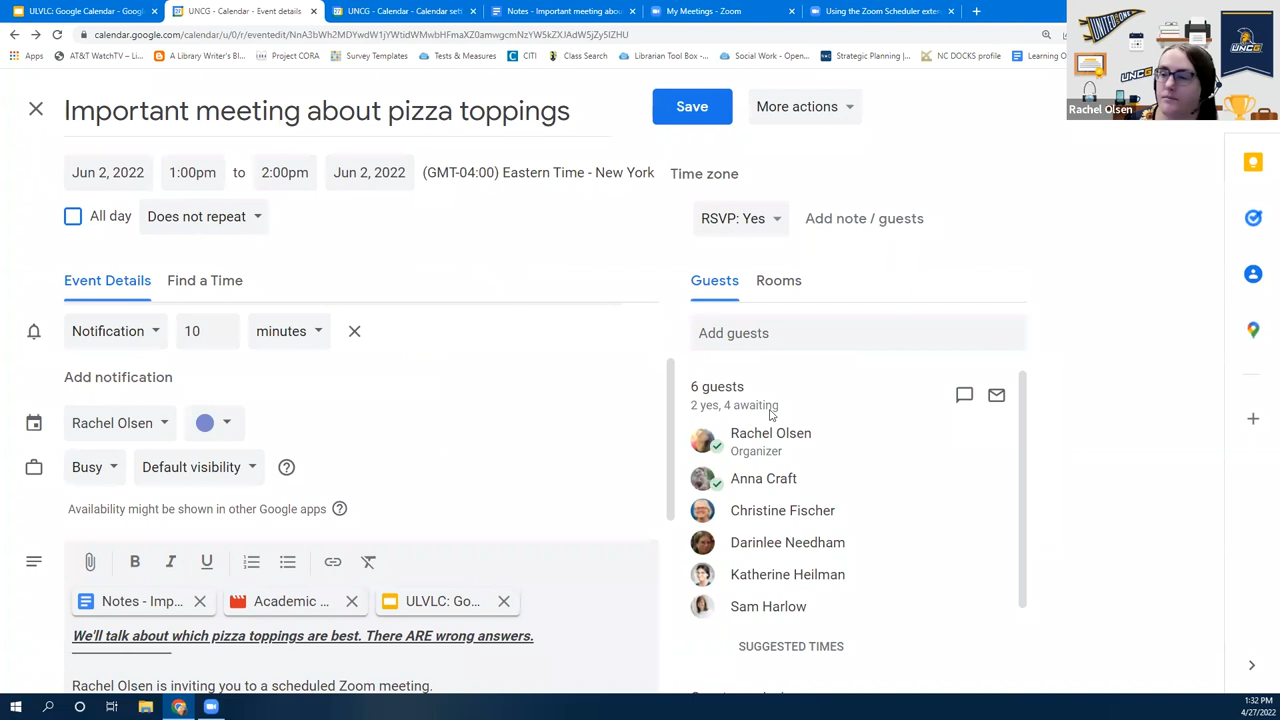 ULVLC: Google Calendar - Goog
UNCG - Calendar - Event details
UNCG - Calendar - Calendar sett
Notes - Important meeting abou
My Meetings - Zoom
Using the Zoom Scheduler exten
calendar.google.com/calendar/u/0/r/eventedit/
Apps
AT&T WatchTV – Li...
A Library Writer's Bl...
Project CORA
Survey Templates
Tests & Measures
CITI
Class Search
Librarian Tool Box -...
Social Work - Open...
Strategic Planning |...
NC DOCKS profile
Learning O
UNCG
UNCG
Rachel Olsen
Important meeting about pizza toppings
Save
More actions
Jun 2, 2022 1:00pm to 2:00pm Jun 2, 2022 (GMT-04:00) Eastern Time - New York Time zone
All day Does not repeat
RSVP: Yes Add note / guests
Event Details Find a Time
Guests Rooms
Notification 10 minutes
Add guests
Add notification
6 guests
2 yes, 4 awaiting
Rachel Olsen
Rachel Olsen
Organizer
Busy Default visibility
Anna Craft
Availability might be shown in other Google apps
Christine Fischer
Darinlee Needham
Katherine Heilman
Sam Harlow
SUGGESTED TIMES
B I U
Notes - Imp...
Academic ...
ULVLC: Go...
We'll talk about which pizza toppings are best. There ARE wrong answers.
Rachel Olsen is inviting you to a scheduled Zoom meeting.
1:32 PM
4/27/2022